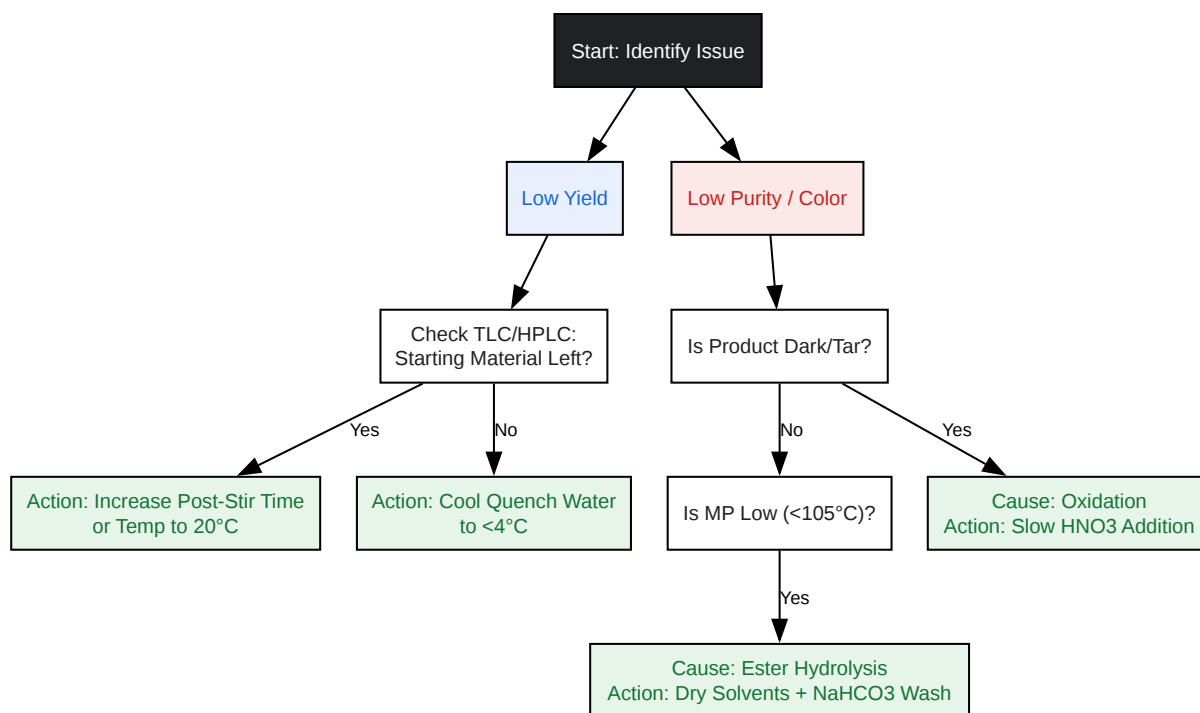 Start: Identify Issue
Low Yield
Low Purity / Color
Check TLC/HPLC:
Starting Material Left?
Is Product Dark/Tar?
Yes
No
No
Yes
Action: Increase Post-Stir Time
or Temp to 20°C
Action: Cool Quench Water
to <4°C
Is MP Low (<105°C)?
Cause: Oxidation
Action: Slow HNO3 Addition
Yes
Cause: Ester Hydrolysis
Action: Dry Solvents + NaHCO3 Wash